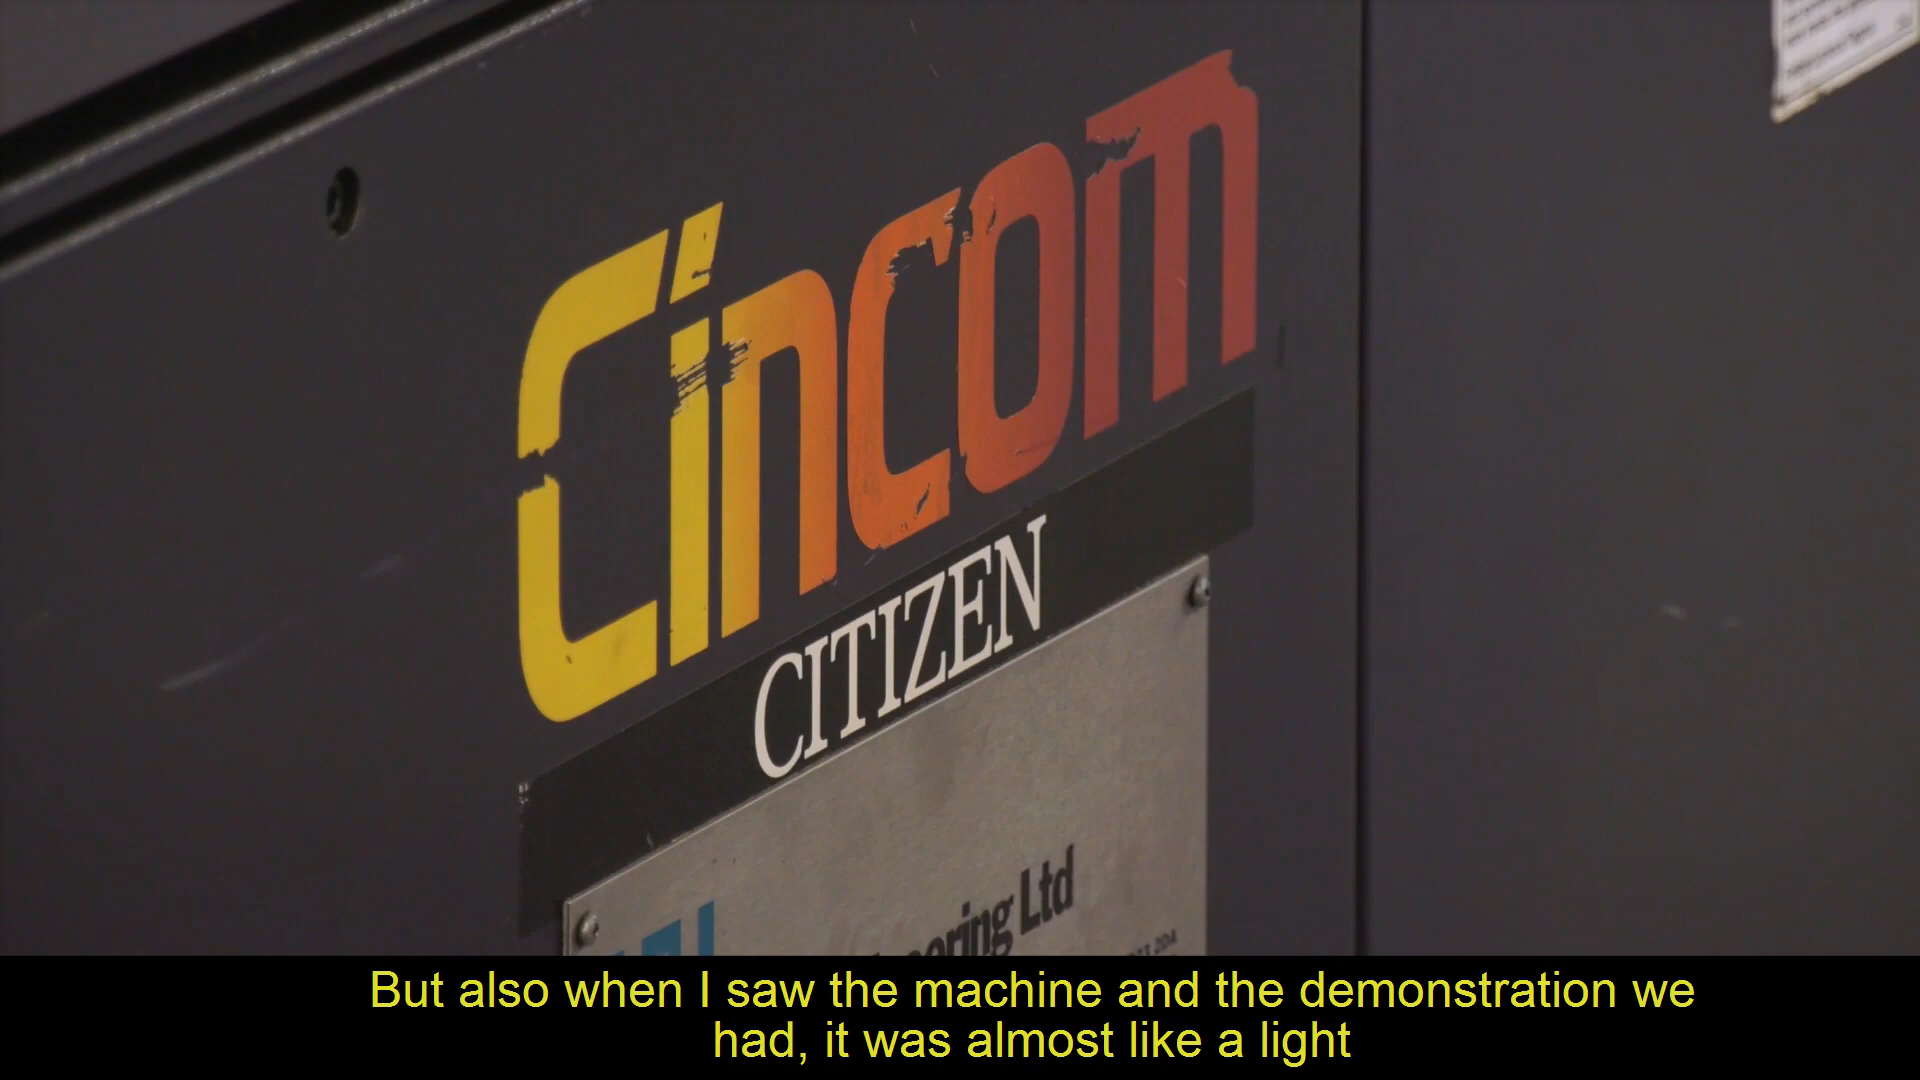 Cincom
CITIZEN
Ltd
But also when I saw the machine and the demonstration we
had, it was almost like a light